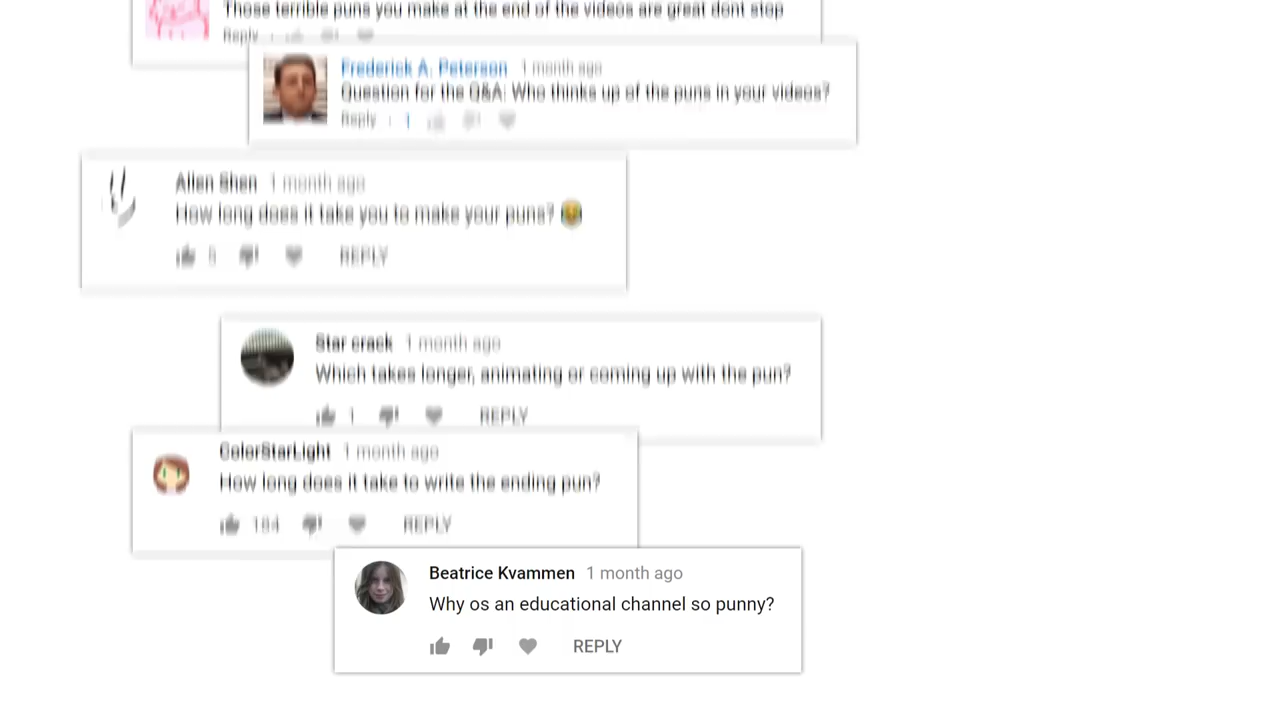 Those terrible puns you make at the end of the videos are great dont stop
Reply
Frederick A. Peterson 1 month ago
Question for the Q&A: Who thinks up of the puns in your videos?
Reply 1
Allen Shen 1 month ago
How long does it take you to make your puns?
5 REPLY
Star crack 1 month ago
Which takes longer, animating or coming up with the pun?
1 REPLY
ColorStarLight 1 month ago
How long does it take to write the ending pun?
184 REPLY
Beatrice Kvammen 1 month ago
Why os an educational channel so punny?
REPLY